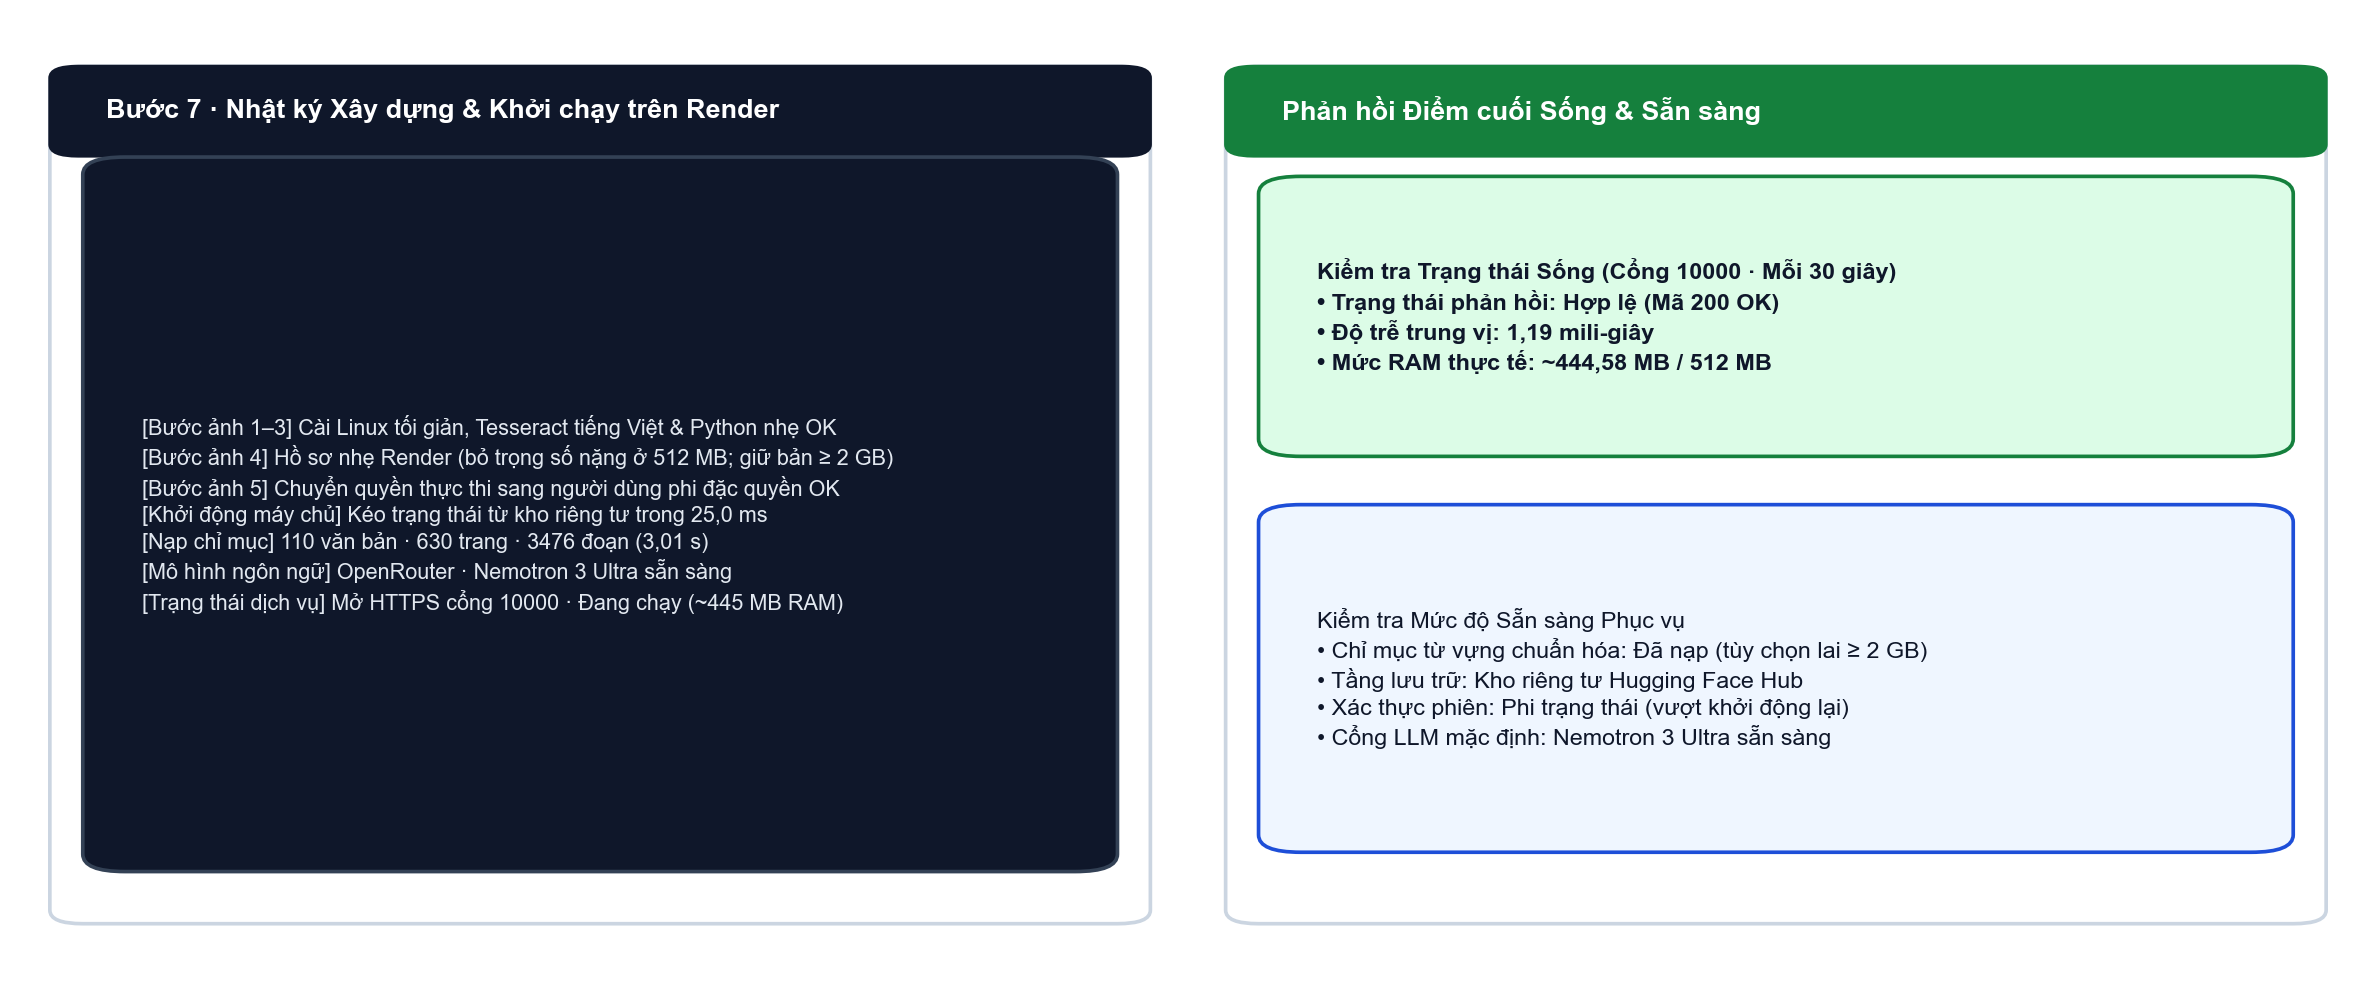 Bước 7 · Nhật ký Xây dựng & Khởi chạy trên Render
[Bước ảnh 1–3] Cài Linux tối giản, Tesseract tiếng Việt & Python nhẹ OK
[Bước ảnh 4] Hồ sơ nhẹ Render (bỏ trọng số nặng ở 512 MB; giữ bản ≥ 2 GB)
[Bước ảnh 5] Chuyển quyền thực thi sang người dùng phi đặc quyền OK
[Khởi động máy chủ] Kéo trạng thái từ kho riêng tư trong 25,0 ms
[Nạp chỉ mục] 110 văn bản · 630 trang · 3476 đoạn (3,01 s)
[Mô hình ngôn ngữ] OpenRouter · Nemotron 3 Ultra sẵn sàng
[Trạng thái dịch vụ] Mở HTTPS cổng 10000 · Đang chạy (~445 MB RAM)
Phản hồi Điểm cuối Sống & Sẵn sàng
Kiểm tra Trạng thái Sống (Cổng 10000 · Mỗi 30 giây)
• Trạng thái phản hồi: Hợp lệ (Mã 200 OK)
• Độ trễ trung vị: 1,19 mili-giây
• Mức RAM thực tế: ~444,58 MB / 512 MB
Kiểm tra Mức độ Sẵn sàng Phục vụ
• Chỉ mục từ vựng chuẩn hóa: Đã nạp (tùy chọn lai ≥ 2 GB)
• Tầng lưu trữ: Kho riêng tư Hugging Face Hub
• Xác thực phiên: Phi trạng thái (vượt khởi động lại)
• Cổng LLM mặc định: Nemotron 3 Ultra sẵn sàng